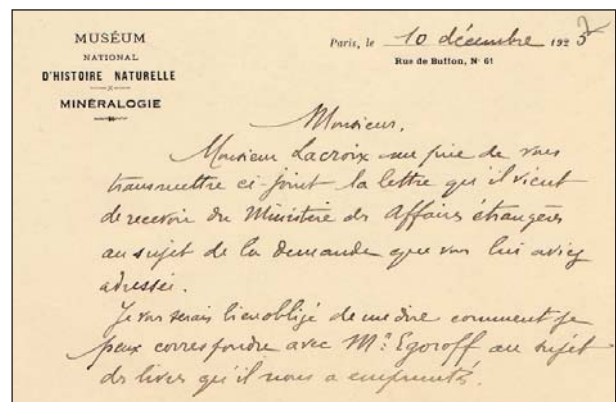 MUSÉUM
NATIONAL
D'HISTOIRE NATURELLE
MINÉRALOGIE
Paris, le 10 décembre 1925
Rue de Buffon, N° 61
Monsieur,
Monsieur Lacroix me prie de vous
transmettre ci-joint la lettre qu'il vient
de recevoir du Ministère des Affaires étrangères
au sujet de la demande que vous lui aviez
adressée.
Je vous serais bien obligé de me dire comment je
peux correspondre avec Mr Egoroff au sujet
des livres qu'il nous a empruntés.